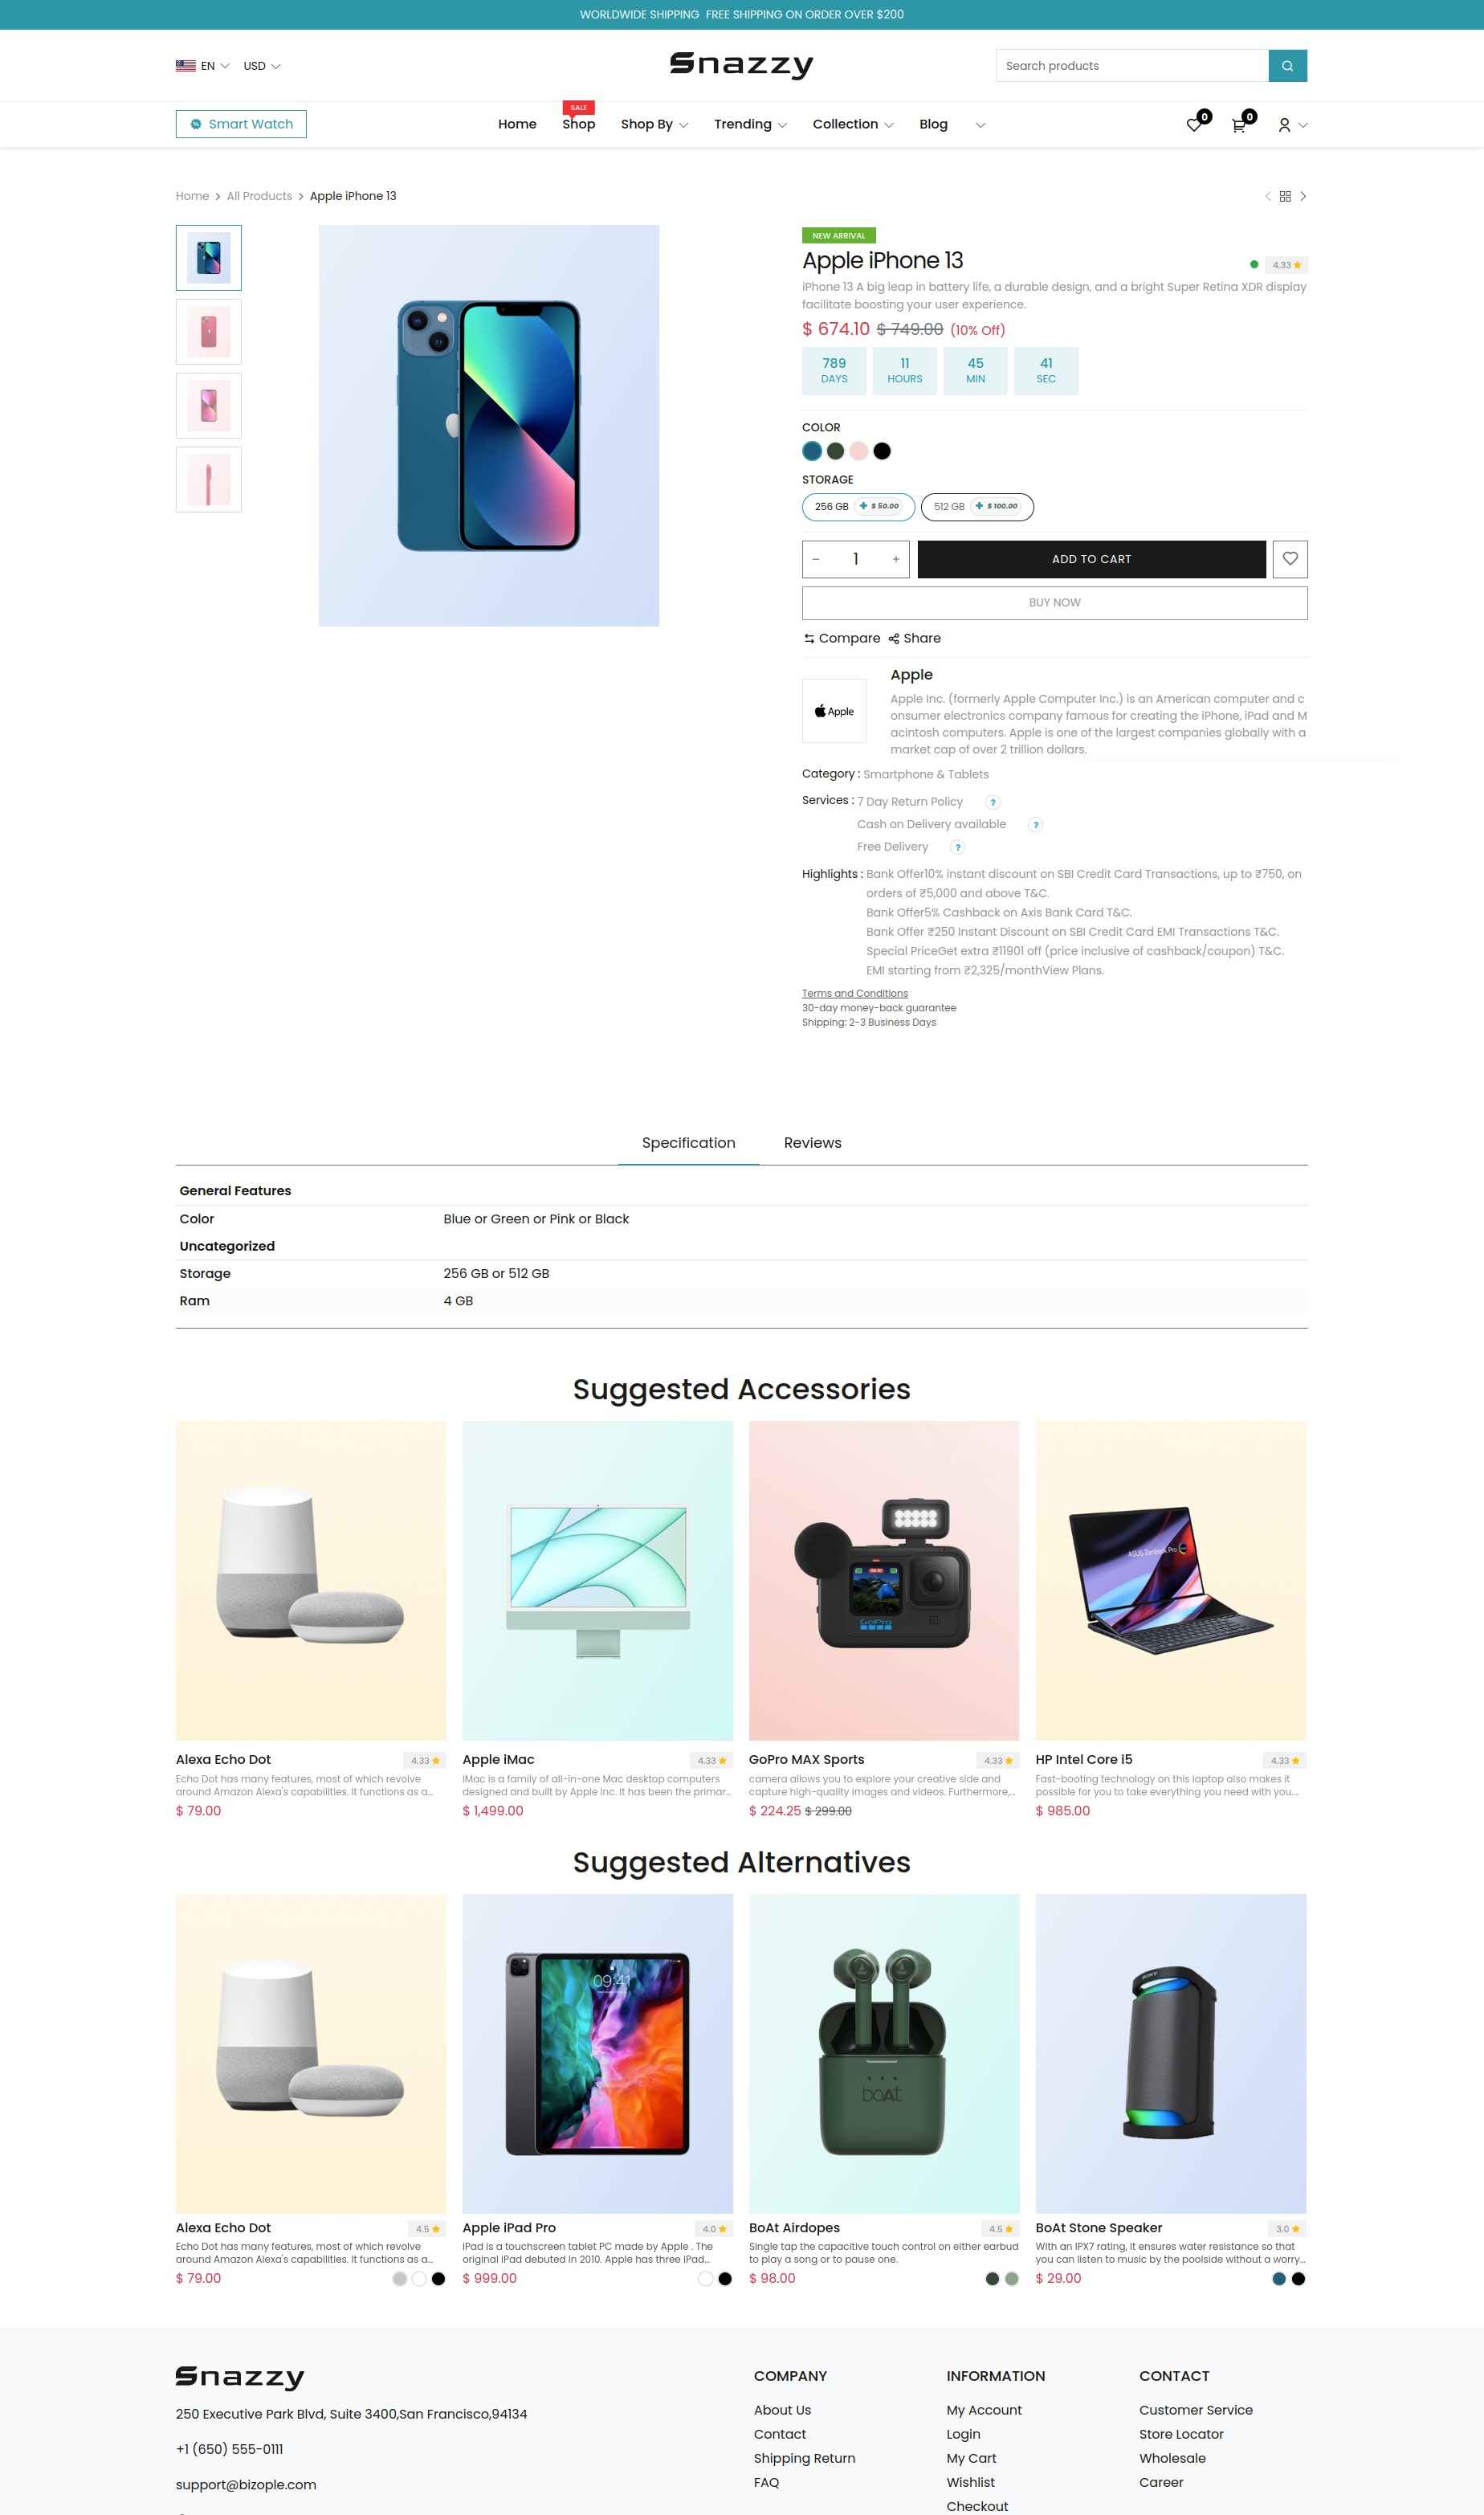 WORLDWIDE SHIPPING  FREE SHIPPING ON ORDER OVER $200
EN USD
Snazzy
Search products
Smart Watch
SALE
Home Shop Shop By Trending Collection Blog
0 0
Home > All Products > Apple iPhone 13
NEW ARRIVAL
Apple iPhone 13
4.33
iPhone 13 A big leap in battery life, a durable design, and a bright Super Retina XDR display
facilitate boosting your user experience.
$ 674.10 $ 749.00 (10% Off)
789 11 45 41
DAYS HOURS MIN SEC
COLOR
STORAGE
256 GB + $ 50.00 512 GB + $ 100.00
− 1 + ADD TO CART
BUY NOW
Compare Share
Apple
Apple
Apple Inc. (formerly Apple Computer Inc.) is an American computer and c
onsumer electronics company famous for creating the iPhone, iPad and M
acintosh computers. Apple is one of the largest companies globally with a
market cap of over 2 trillion dollars.
Category : Smartphone & Tablets
Services : 7 Day Return Policy ?
Cash on Delivery available ?
Free Delivery ?
Highlights : Bank Offer10% instant discount on SBI Credit Card Transactions, up to ₹750, on
orders of ₹5,000 and above T&C.
Bank Offer5% Cashback on Axis Bank Card T&C.
Bank Offer ₹250 Instant Discount on SBI Credit Card EMI Transactions T&C.
Special PriceGet extra ₹11901 off (price inclusive of cashback/coupon) T&C.
EMI starting from ₹2,325/monthView Plans.
Terms and Conditions
30-day money-back guarantee
Shipping: 2-3 Business Days
Specification Reviews
General Features
Color Blue or Green or Pink or Black
Uncategorized
Storage 256 GB or 512 GB
Ram 4 GB
Suggested Accessories
GoPro
ASUS Zenbook Pro
Alexa Echo Dot 4.33
Echo Dot has many features, most of which revolve
around Amazon Alexa's capabilities. It functions as a...
$ 79.00
Apple iMac 4.33
iMac is a family of all-in-one Mac desktop computers
designed and built by Apple Inc. It has been the primar...
$ 1,499.00
GoPro MAX Sports 4.33
camera allows you to explore your creative side and
capture high-quality images and videos. Furthermore,...
$ 224.25 $ 299.00
HP Intel Core i5 4.33
Fast-booting technology on this laptop also makes it
possible for you to take everything you need with you....
$ 985.00
Suggested Alternatives
09:41
boAt
SONY
Alexa Echo Dot 4.5
Echo Dot has many features, most of which revolve
around Amazon Alexa's capabilities. It functions as a...
$ 79.00
Apple iPad Pro 4.0
iPad is a touchscreen tablet PC made by Apple . The
original iPad debuted in 2010. Apple has three iPad...
$ 999.00
BoAt Airdopes 4.5
Single tap the capacitive touch control on either earbud
to play a song or to pause one.
$ 98.00
BoAt Stone Speaker 3.0
With an IPX7 rating, it ensures water resistance so that
you can listen to music by the poolside without a worry...
$ 29.00
Snazzy
250 Executive Park Blvd, Suite 3400,San Francisco,94134
+1 (650) 555-0111
support@bizople.com
COMPANY
About Us
Contact
Shipping Return
FAQ
INFORMATION
My Account
Login
My Cart
Wishlist
Checkout
CONTACT
Customer Service
Store Locator
Wholesale
Career